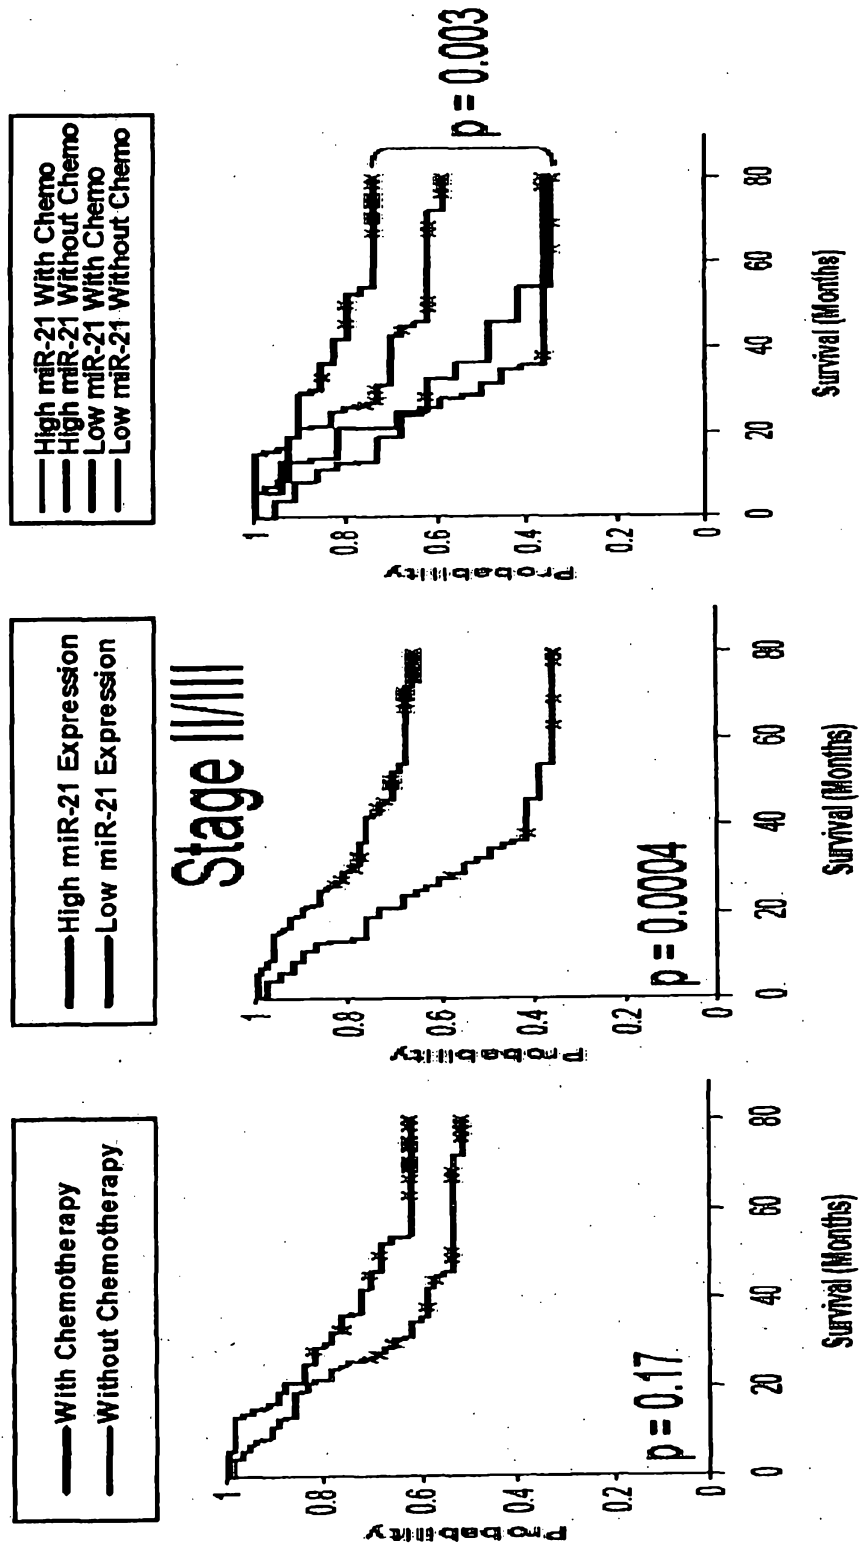 With Chemotherapy
Without Chemotherapy
Probability
1
0.8
0.6
0.4
0.2
0
0
20
40
60
80
p = 0.17
Survival (Months)
High miR-21 Expression
Low miR-21 Expression
Stage II/III
Probability
1
0.8
0.6
0.4
0.2
0
0
20
40
60
80
p = 0.0004
Survival (Months)
High miR-21 With Chemo
High miR-21 Without Chemo
Low miR-21 With Chemo
Low miR-21 Without Chemo
Probability
1
0.8
0.6
0.4
0.2
0
0
20
40
60
80
p = 0.003
Survival (Months)